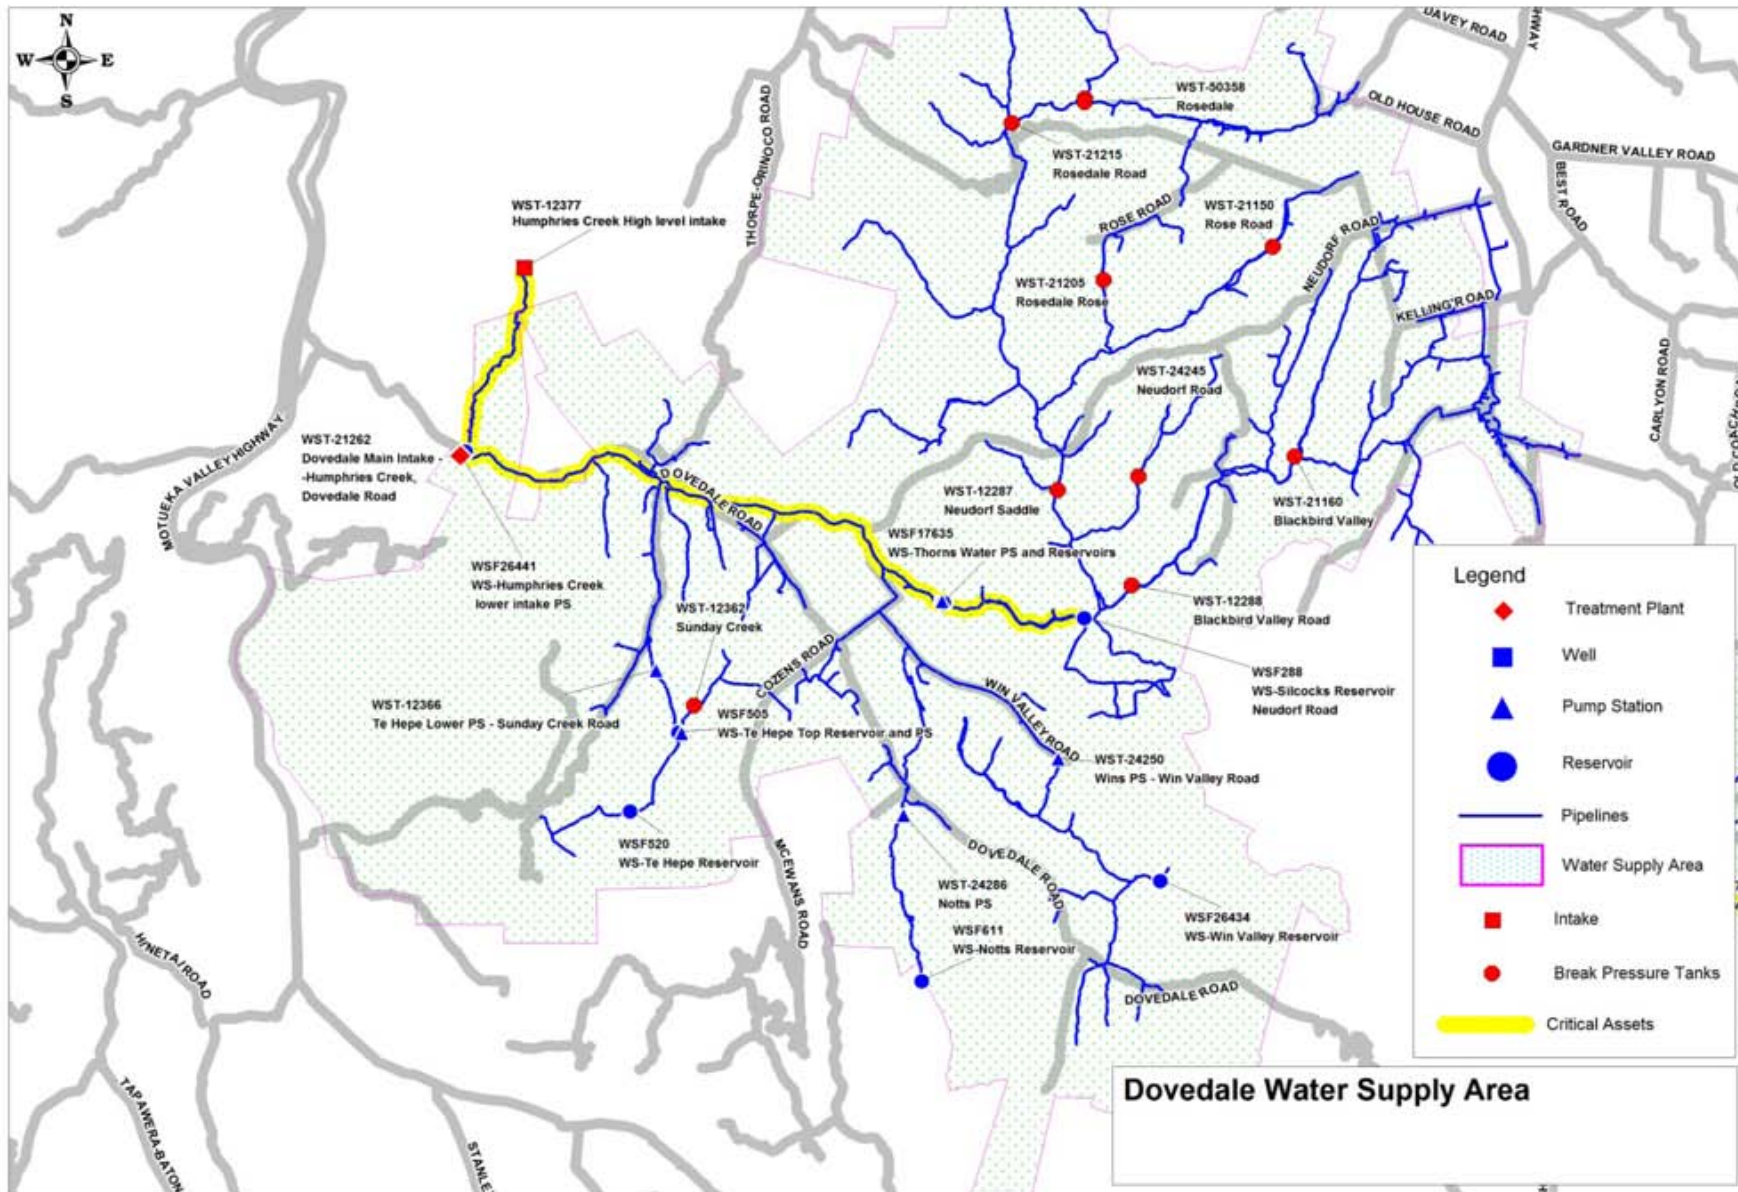 N
W E
S
DAVEY ROAD
HWAY
WST-50358
Rosedale
OLD HOUSE ROAD
THORPE-ORINOCO ROAD
GARDNER VALLEY ROAD
BEST ROAD
WST-21215
Rosedale Road
WST-12377
Humphries Creek High level intake
ROSE ROAD
WST-21150
Rose Road
NEUDORF ROAD
WST-21205
Rosedale Rose
KELLING ROAD
CARLYON ROAD
WST-24245
Neudorf Road
MOTUEKA VALLEY HIGHWAY
WST-21262
Dovedale Main Intake -
-Humphries Creek,
Dovedale Road
DOVEDALE ROAD
WST-12287
Neudorf Saddle
WST-21160
Blackbird Valley
WSF17635
WS-Thorns Water PS and Reservoirs
WSF26441
WS-Humphries Creek
lower intake PS
WST-12362
Sunday Creek
WST-12288
Blackbird Valley Road
COZENS ROAD
WSF288
WS-Silcocks Reservoir
Neudorf Road
WIN VALLEY ROAD
WST-12366
Te Hepe Lower PS - Sunday Creek Road
WSF505
WS-Te Hepe Top Reservoir and PS
WST-24250
Wins PS - Win Valley Road
WSF520
WS-Te Hepe Reservoir
MCEWANS ROAD
DOVEDALE ROAD
WST-24286
Notts PS
WSF611
WS-Notts Reservoir
WSF26434
WS-Win Valley Reservoir
DOVEDALE ROAD
TAPAWERA-BATON
STANLE
Legend
Treatment Plant
Well
Pump Station
Reservoir
Pipelines
Water Supply Area
Intake
Break Pressure Tanks
Critical Assets
Dovedale Water Supply Area